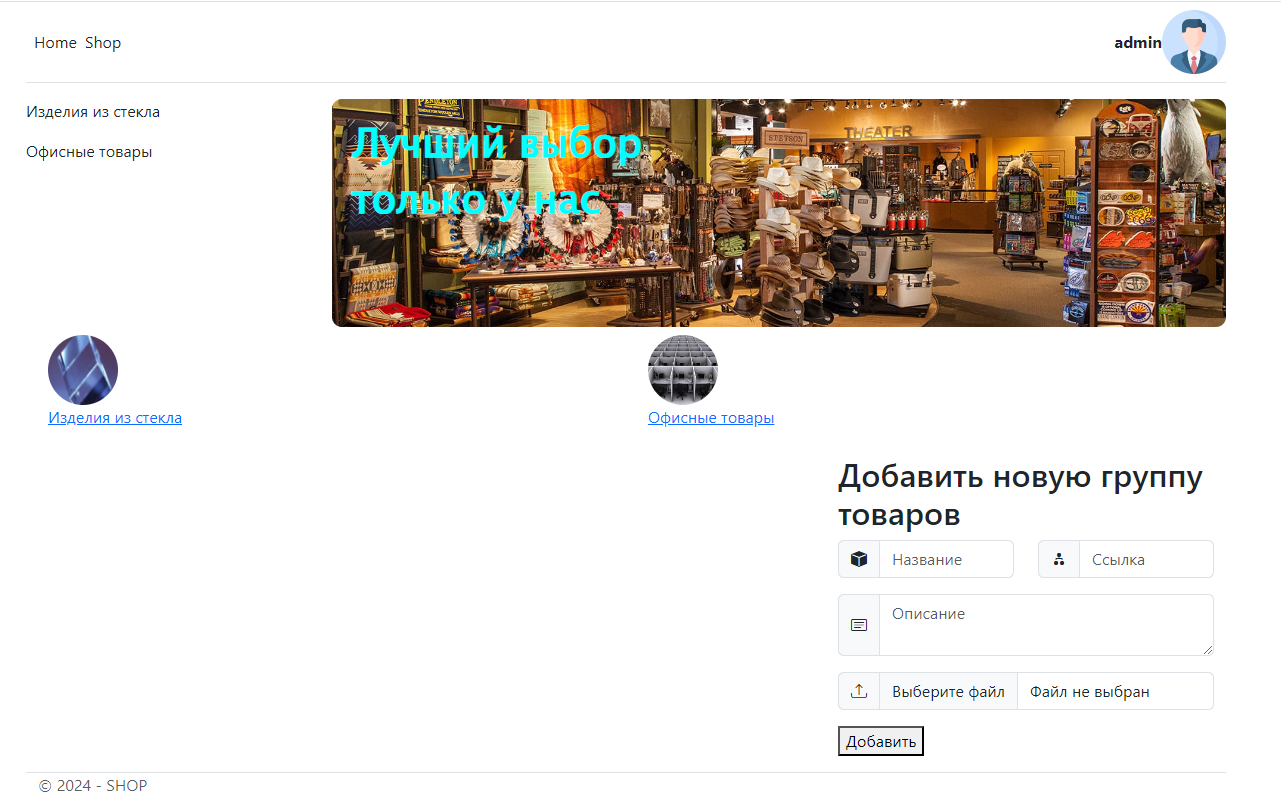 Home Shop
admin
Изделия из стекла
Офисные товары
PENDLETON
Лучший выбор
только у нас
STETSON
THEATER
Изделия из стекла
Офисные товары
Добавить новую группу
товаров
Название
Ссылка
Описание
Выберите файл
Файл не выбран
Добавить
© 2024 - SHOP